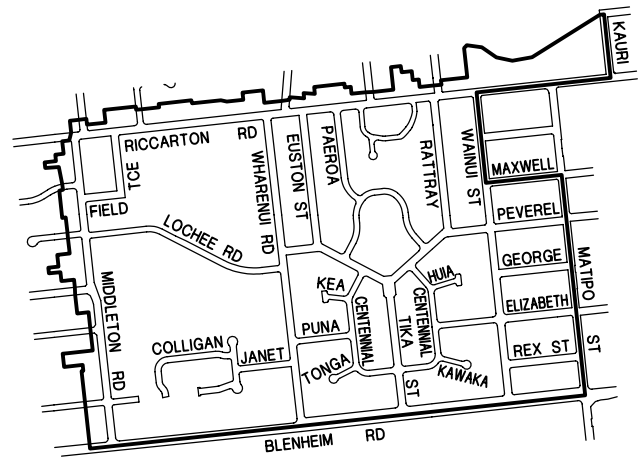 KAURI
RICCARTON RD
EUSTON ST
PAEROA
RATTRAY
WAINUI ST
WHARENUI RD
TCE
FIELD
MAXWELL
PEVEREL
LOCHEE RD
GEORGE
MATIPO ST
MIDDLETON RD
KEA
HUIA
CENTENNIAL
CENTENNIAL
TIKA ST
ELIZABETH
PUNA
COLLIGAN
JANET
REX ST
TONGA
KAWAKA
BLENHEIM RD